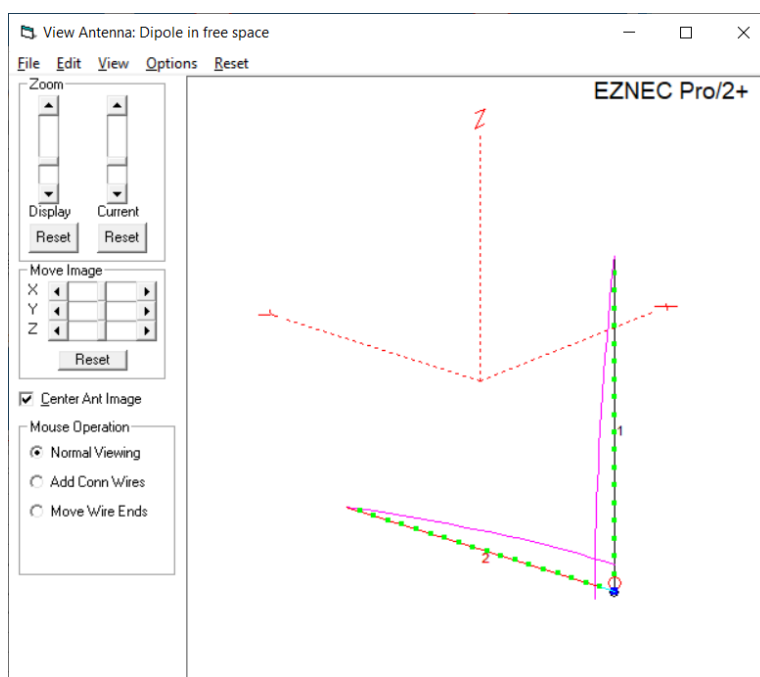 View Antenna: Dipole in free space
File Edit View Options Reset
EZNEC Pro/2+
Zoom
Display Current
Reset Reset
Move Image
X
Y
Z
Reset
Center Ant Image
Mouse Operation
Normal Viewing
Add Conn Wires
Move Wire Ends
Z
1
2